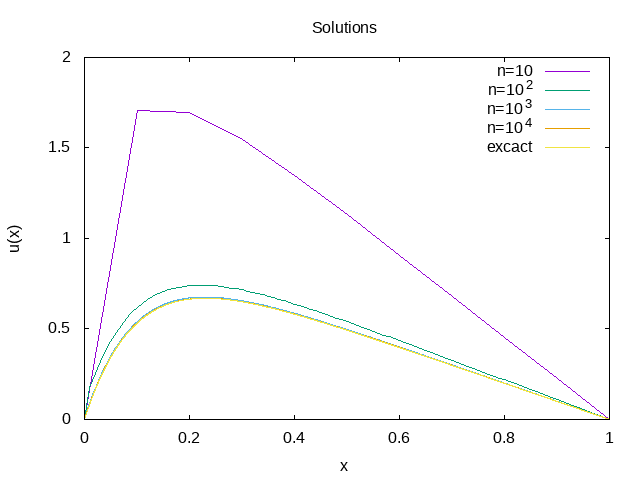 Solutions
2
1.5
1
0.5
0
u(x)
n=10
n=10^2
n=10^3
n=10^4
excact
0 0.2 0.4 0.6 0.8 1
x